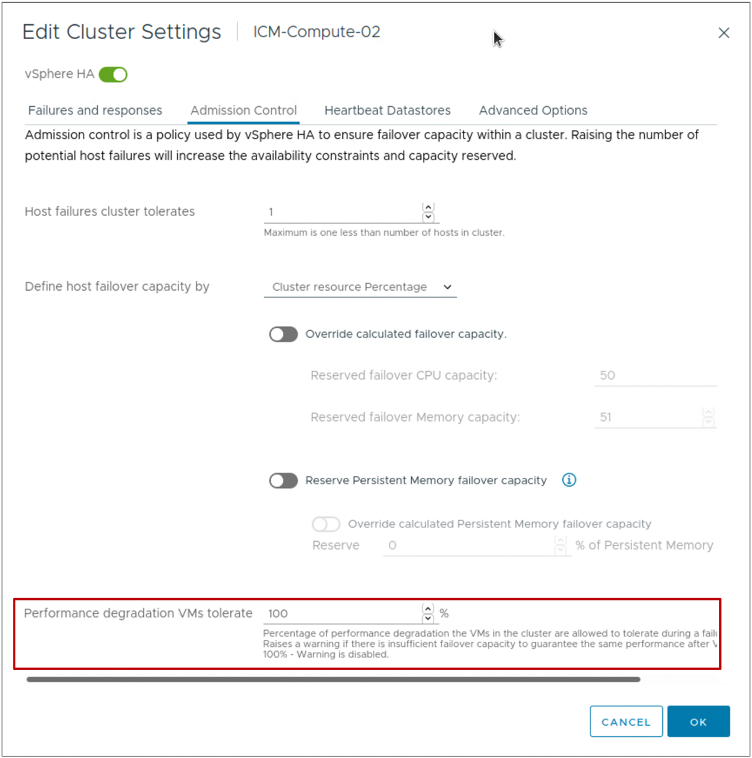 Edit Cluster Settings ICM-Compute-02
vSphere HA
Failures and responses Admission Control Heartbeat Datastores Advanced Options
Admission control is a policy used by vSphere HA to ensure failover capacity within a cluster. Raising the number of
potential host failures will increase the availability constraints and capacity reserved.
Host failures cluster tolerates 1
Maximum is one less than number of hosts in cluster.
Define host failover capacity by Cluster resource Percentage
Override calculated failover capacity.
Reserved failover CPU capacity: 50
Reserved failover Memory capacity: 51
Reserve Persistent Memory failover capacity
Override calculated Persistent Memory failover capacity
Reserve 0 % of Persistent Memory
Performance degradation VMs tolerate 100 %
Percentage of performance degradation the VMs in the cluster are allowed to tolerate during a
Raises a warning if there is insufficient failover capacity to guarantee the same performance after
100% - Warning is disabled.
CANCEL OK